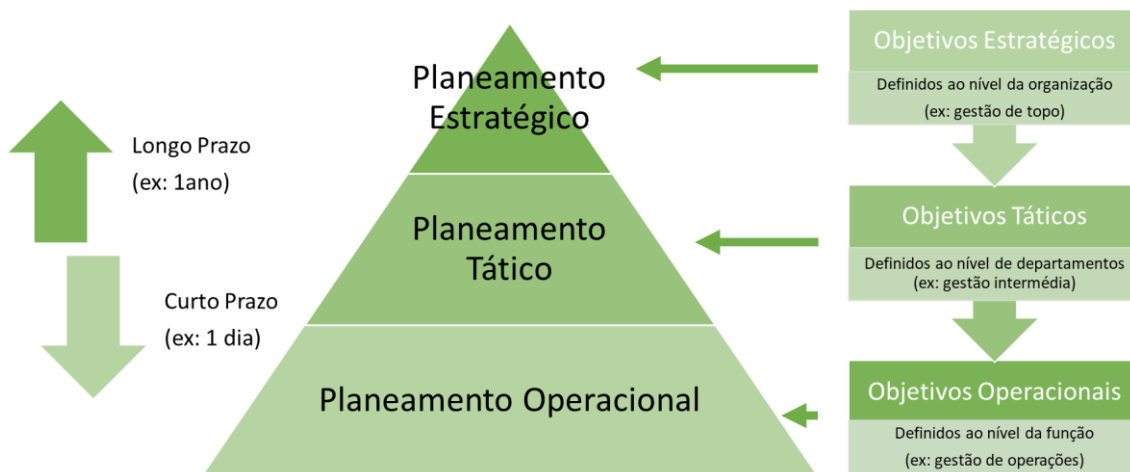 Longo Prazo
(ex: 1ano)
Curto Prazo
(ex: 1 dia)
Planeamento
Estratégico
Planeamento
Tático
Planeamento Operacional
Objetivos Estratégicos
Definidos ao nível da organização
(ex: gestão de topo)
Objetivos Táticos
Definidos ao nível de departamentos
(ex: gestão intermédia)
Objetivos Operacionais
Definidos ao nível da função
(ex: gestão de operações)